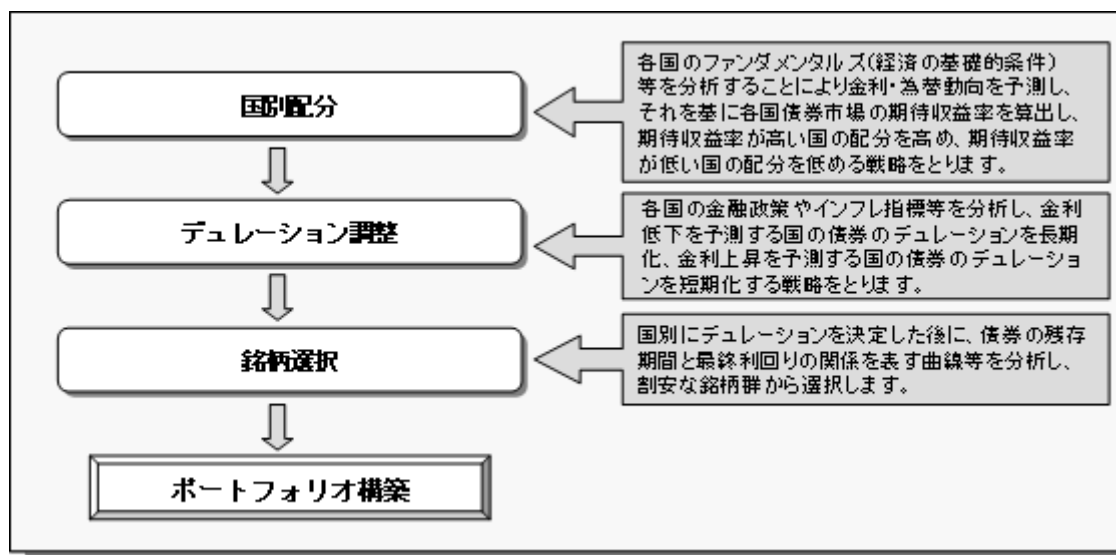 国別配分
各国のファンダメンタルズ(経済の基礎的条件)
等を分析することにより金利・為替動向を予測し、
それを基に各国債券市場の期待収益率を算出し、
期待収益率が高い国の配分を高め、期待収益率
が低い国の配分を低める戦略をとります。
デュレーション調整
各国の金融政策やインフレ指標等を分析し、金利
低下を予測する国の債券のデュレーションを長期
化、金利上昇を予測する国の債券のデュレーショ
ンを短期化する戦略をとります。
銘柄選択
国別にデュレーションを決定した後に、債券の残存
期間と最終利回りの関係を表す曲線等を分析し、
割安な銘柄群から選択します。
ポートフォリオ構築